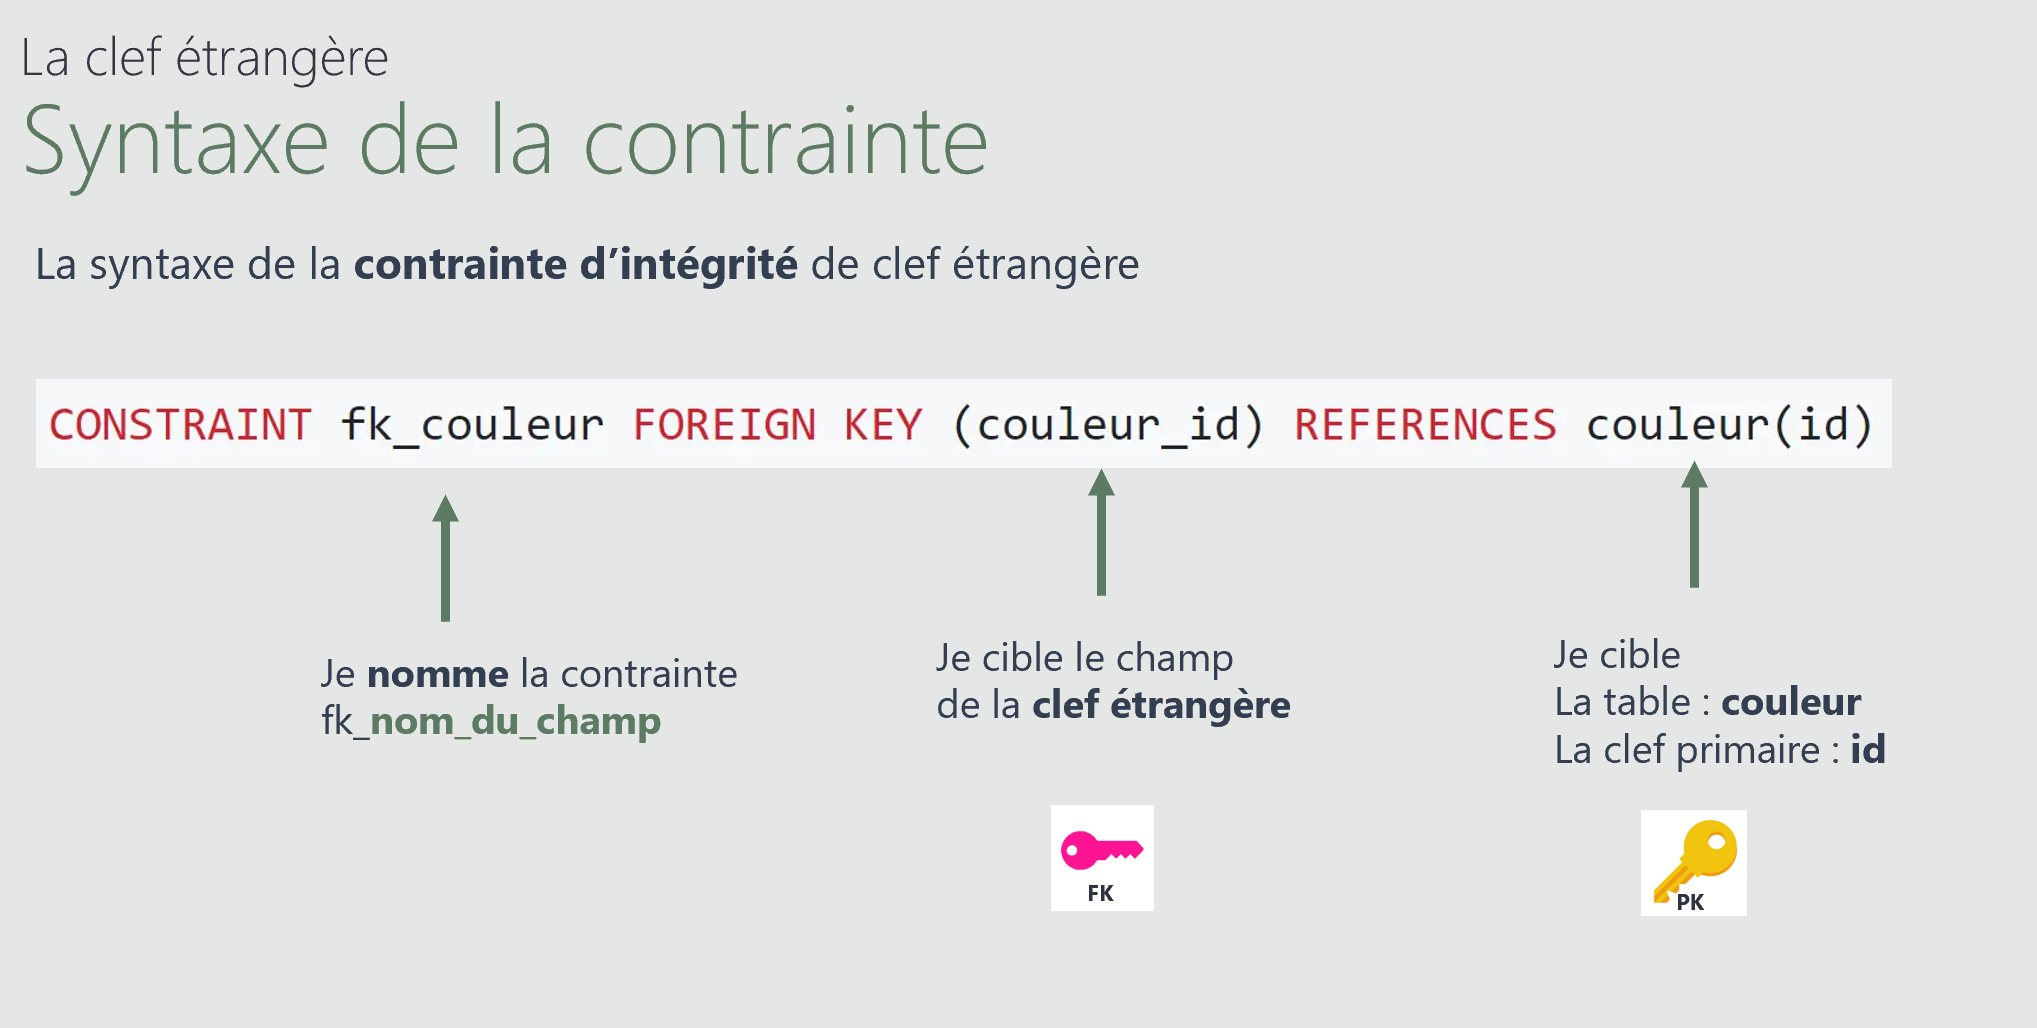 La clef étrangère
Syntaxe de la contrainte
La syntaxe de la contrainte d’intégrité de clef étrangère
CONSTRAINT fk_couleur FOREIGN KEY (couleur_id) REFERENCES couleur(id)
Je nomme la contrainte
fk_nom_du_champ
Je cible le champ
de la clef étrangère
Je cible
La table : couleur
La clef primaire : id
FK
PK